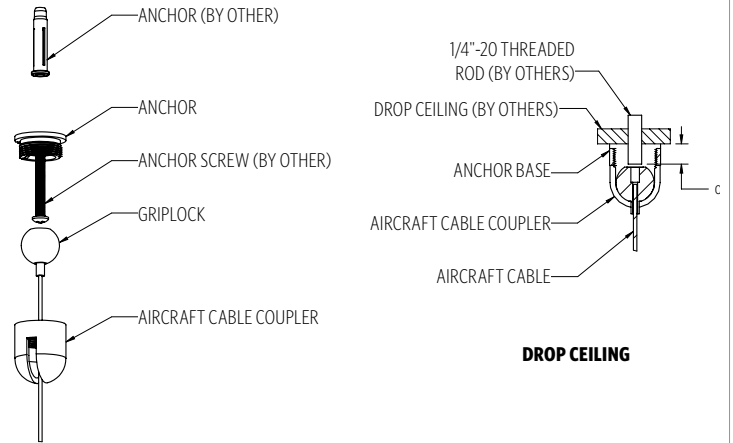 ANCHOR (BY OTHER)
ANCHOR
ANCHOR SCREW (BY OTHER)
GRIPLOCK
AIRCRAFT CABLE COUPLER
1/4"-20 THREADED
ROD (BY OTHERS)
DROP CEILING (BY OTHERS)
ANCHOR BASE
AIRCRAFT CABLE COUPLER
AIRCRAFT CABLE
DROP CEILING